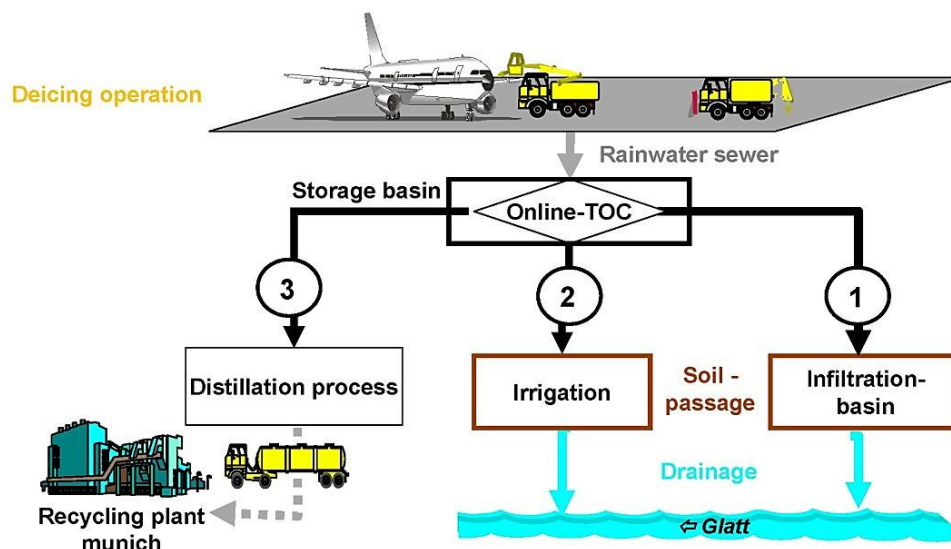 Deicing operation
Rainwater sewer
Storage basin
Online-TOC
3
2
1
Distillation process
Irrigation
Soil -
passage
Infiltration-
basin
Drainage
Recycling plant
munich
⇦ Glatt